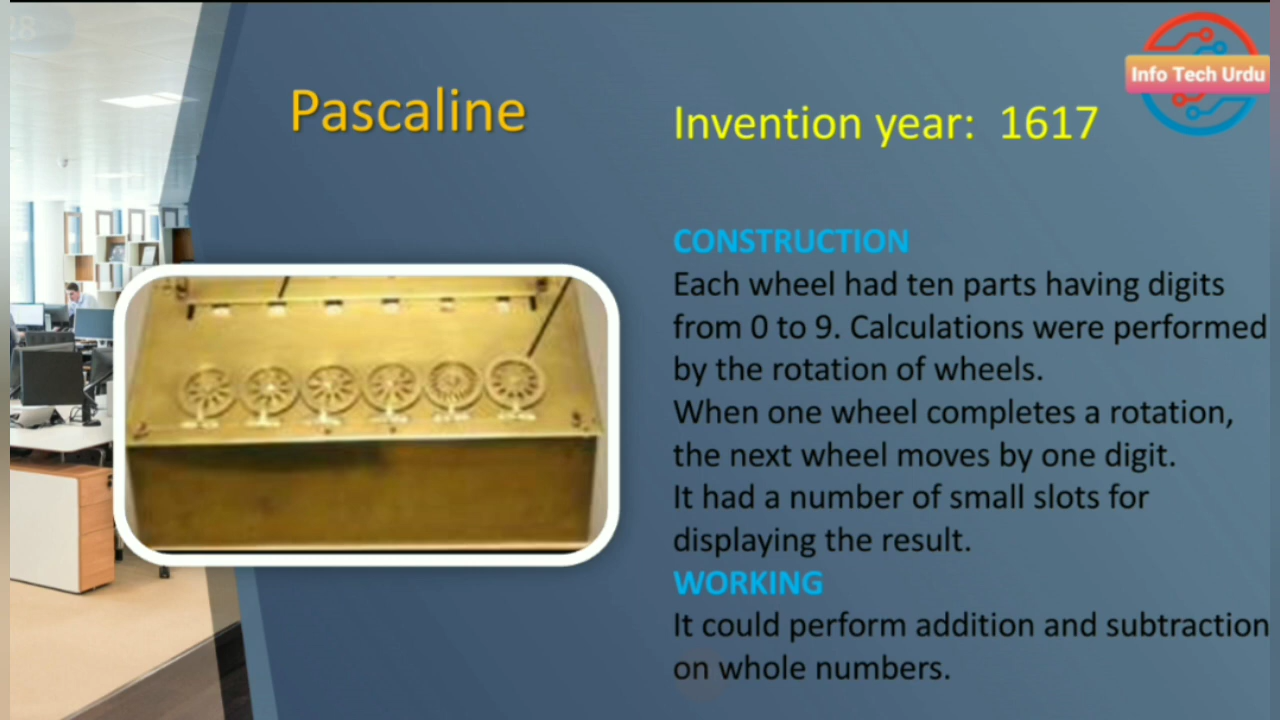 18
Info Tech Urdu
Pascaline
Invention year: 1617
CONSTRUCTION
Each wheel had ten parts having digits
from 0 to 9. Calculations were performed
by the rotation of wheels.
When one wheel completes a rotation,
the next wheel moves by one digit.
It had a number of small slots for
displaying the result.
WORKING
It could perform addition and subtraction
on whole numbers.